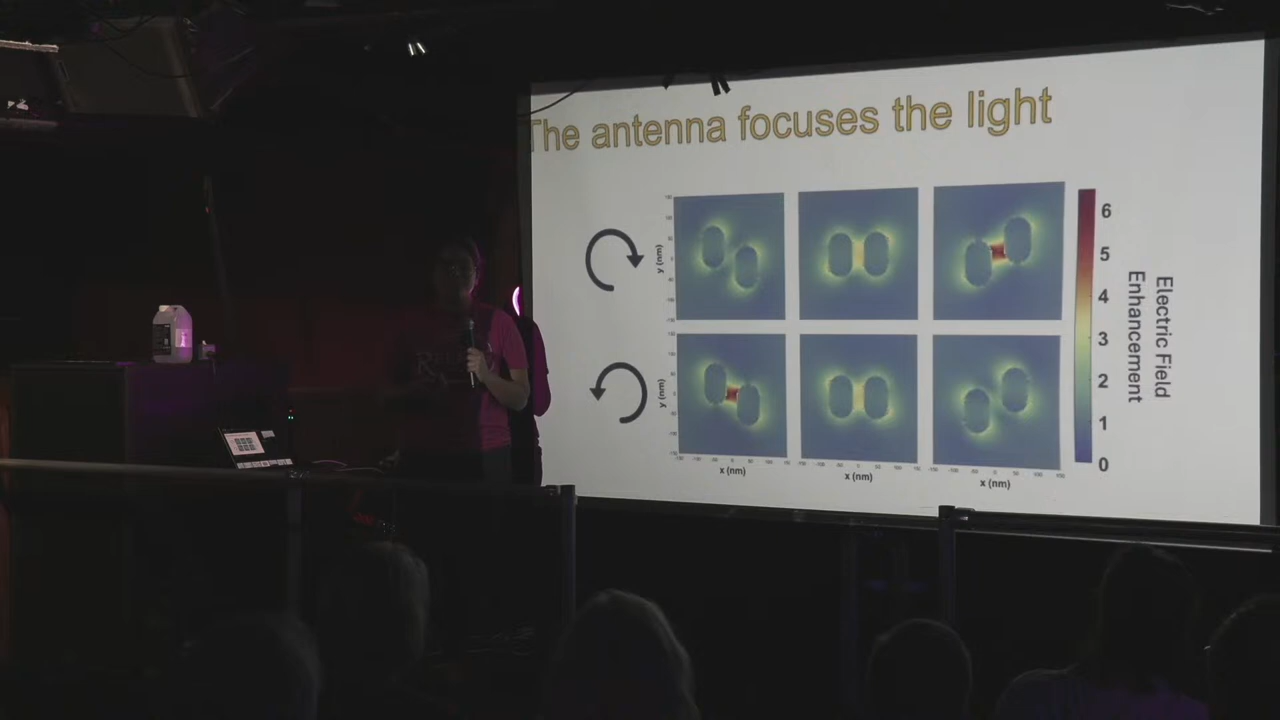 The antenna focuses the light
y (nm)
y (nm)
x (nm)
x (nm)
x (nm)
6
5
4
3
2
1
0
Electric Field
Enhancement